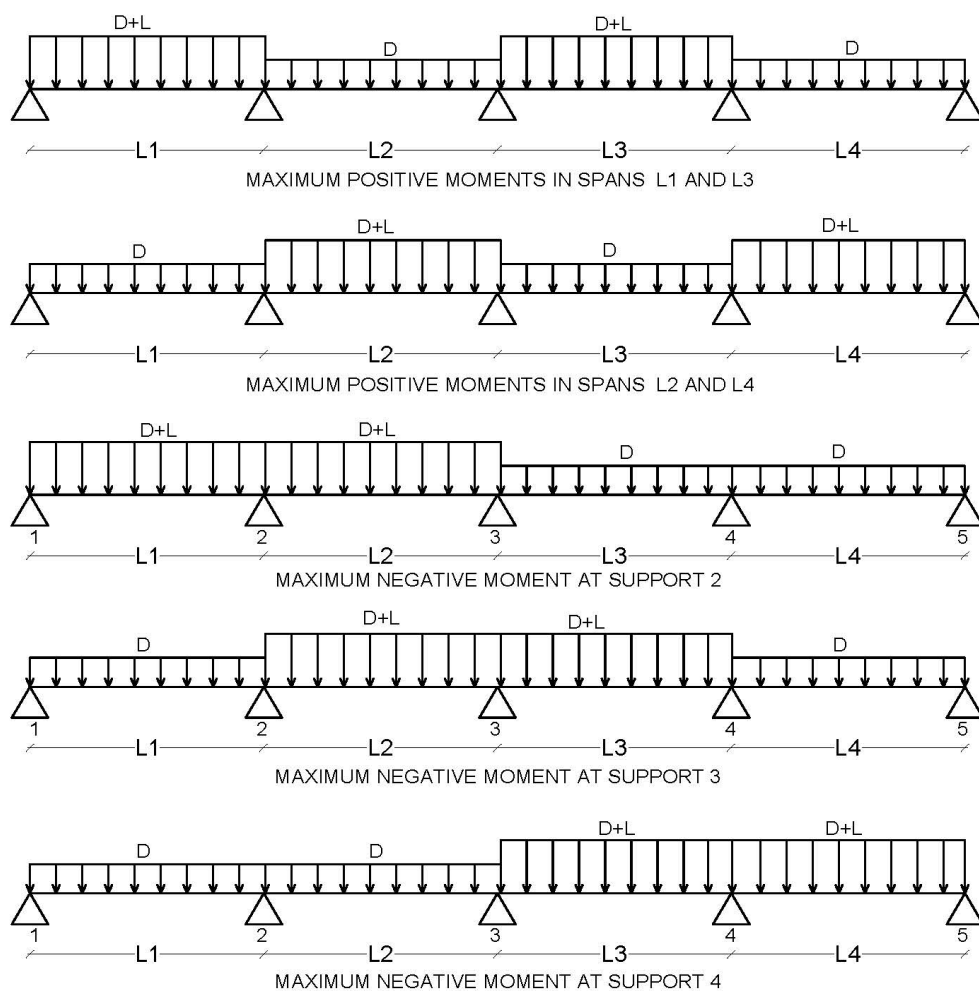 D+L D D+L D
L1 L2 L3 L4
MAXIMUM POSITIVE MOMENTS IN SPANS L1 AND L3
D D+L D D+L
L1 L2 L3 L4
MAXIMUM POSITIVE MOMENTS IN SPANS L2 AND L4
D+L D+L D D
1 2 3 4 5
L1 L2 L3 L4
MAXIMUM NEGATIVE MOMENT AT SUPPORT 2
D D+L D+L D
1 2 3 4 5
L1 L2 L3 L4
MAXIMUM NEGATIVE MOMENT AT SUPPORT 3
D D D+L D+L
1 2 3 4 5
L1 L2 L3 L4
MAXIMUM NEGATIVE MOMENT AT SUPPORT 4